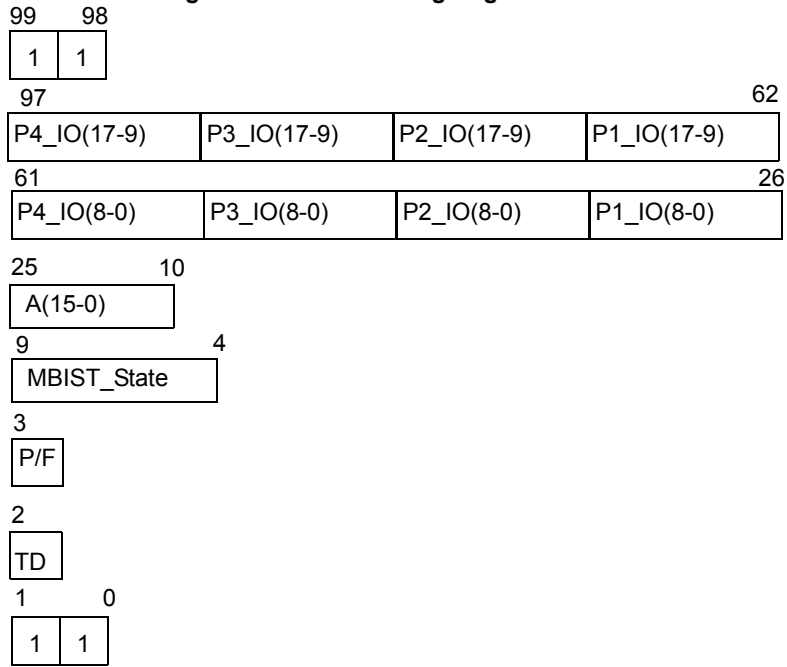 99 98
1 1
97 62
P4_IO(17-9) P3_IO(17-9) P2_IO(17-9) P1_IO(17-9)
61 26
P4_IO(8-0) P3_IO(8-0) P2_IO(8-0) P1_IO(8-0)
25 10
A(15-0)
9 4
MBIST_State
3
P/F
2
TD
1 0
1 1